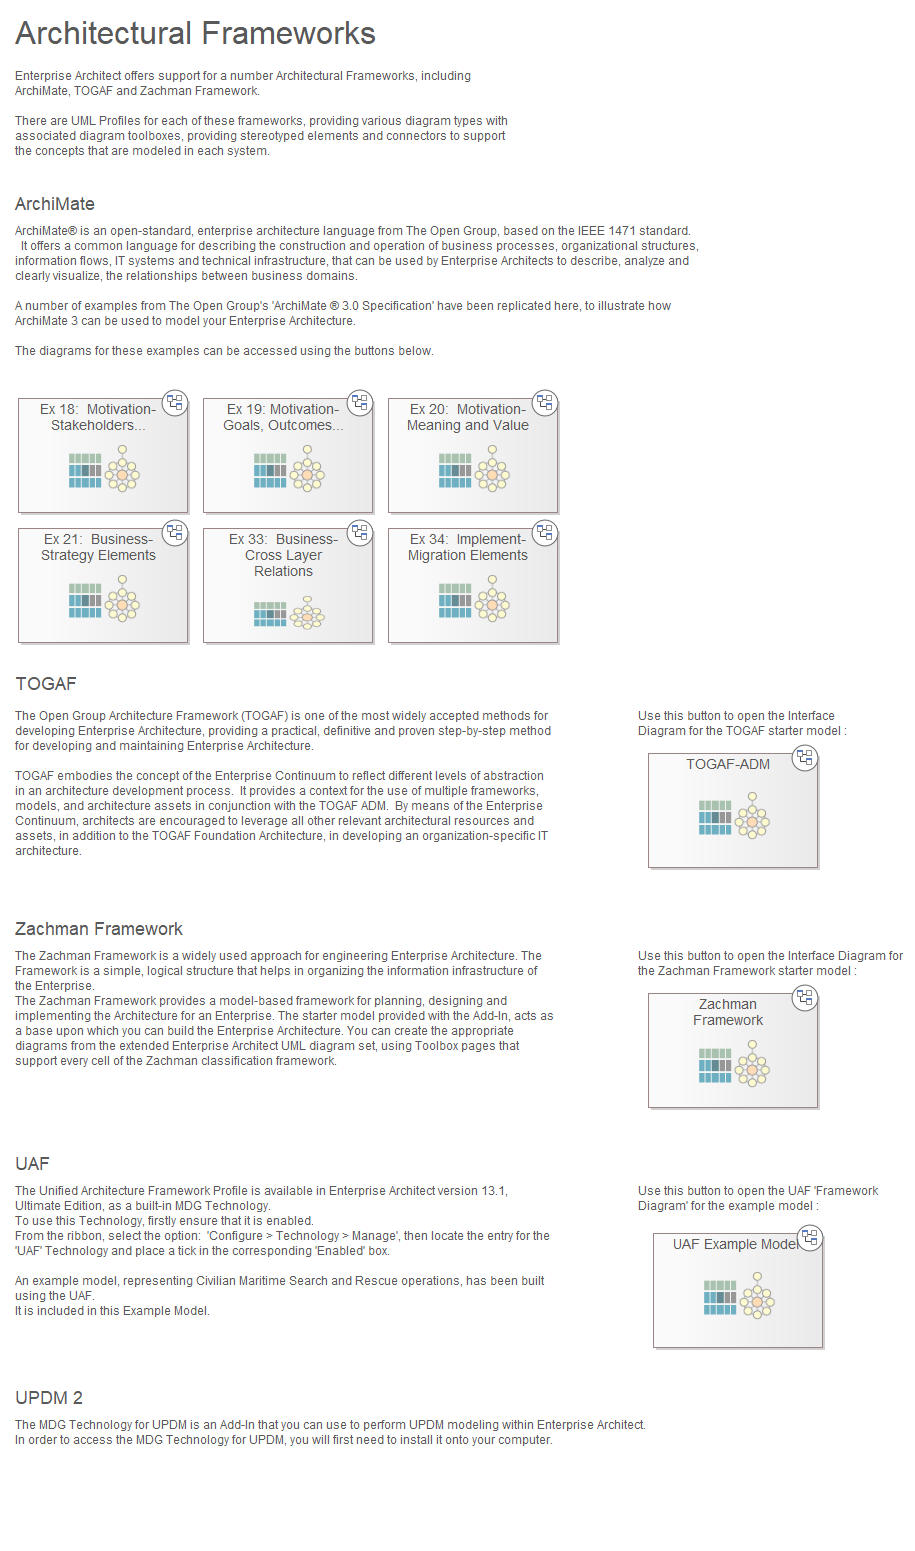 Architectural Frameworks
Enterprise Architect offers support for a number Architectural Frameworks, including
ArchiMate, TOGAF and Zachman Framework.
There are UML Profiles for each of these frameworks, providing various diagram types with
associated diagram toolboxes, providing stereotyped elements and connectors to support
the concepts that are modeled in each system.
ArchiMate
ArchiMate® is an open-standard, enterprise architecture language from The Open Group, based on the IEEE 1471 standard.
It offers a common language for describing the construction and operation of business processes, organizational structures,
information flows, IT systems and technical infrastructure, that can be used by Enterprise Architects to describe, analyze and
clearly visualize, the relationships between business domains.
A number of examples from The Open Group's 'ArchiMate ® 3.0 Specification' have been replicated here, to illustrate how
ArchiMate 3 can be used to model your Enterprise Architecture.
The diagrams for these examples can be accessed using the buttons below.
Ex 18:  Motivation-
Stakeholders...
Ex 19: Motivation-
Goals, Outcomes...
Ex 20:  Motivation-
Meaning and Value
Ex 21:  Business-
Strategy Elements
Ex 33:  Business-
Cross Layer
Relations
Ex 34:  Implement-
Migration Elements
TOGAF
The Open Group Architecture Framework (TOGAF) is one of the most widely accepted methods for
developing Enterprise Architecture, providing a practical, definitive and proven step-by-step method
for developing and maintaining Enterprise Architecture.
TOGAF embodies the concept of the Enterprise Continuum to reflect different levels of abstraction
in an architecture development process.  It provides a context for the use of multiple frameworks,
models, and architecture assets in conjunction with the TOGAF ADM.  By means of the Enterprise
Continuum, architects are encouraged to leverage all other relevant architectural resources and
assets, in addition to the TOGAF Foundation Architecture, in developing an organization-specific IT
architecture.
Use this button to open the Interface
Diagram for the TOGAF starter model :
TOGAF-ADM
Zachman Framework
The Zachman Framework is a widely used approach for engineering Enterprise Architecture. The
Framework is a simple, logical structure that helps in organizing the information infrastructure of
the Enterprise.
The Zachman Framework provides a model-based framework for planning, designing and
implementing the Architecture for an Enterprise. The starter model provided with the Add-In, acts as
a base upon which you can build the Enterprise Architecture. You can create the appropriate
diagrams from the extended Enterprise Architect UML diagram set, using Toolbox pages that
support every cell of the Zachman classification framework.
Use this button to open the Interface Diagram for
the Zachman Framework starter model :
Zachman
Framework
UAF
The Unified Architecture Framework Profile is available in Enterprise Architect version 13.1,
Ultimate Edition, as a built-in MDG Technology.
To use this Technology, firstly ensure that it is enabled.
From the ribbon, select the option:  'Configure > Technology > Manage', then locate the entry for the
'UAF' Technology and place a tick in the corresponding 'Enabled' box.
An example model, representing Civilian Maritime Search and Rescue operations, has been built
using the UAF.
It is included in this Example Model.
Use this button to open the UAF 'Framework
Diagram' for the example model :
UAF Example Model
UPDM 2
The MDG Technology for UPDM is an Add-In that you can use to perform UPDM modeling within Enterprise Architect.
In order to access the MDG Technology for UPDM, you will first need to install it onto your computer.